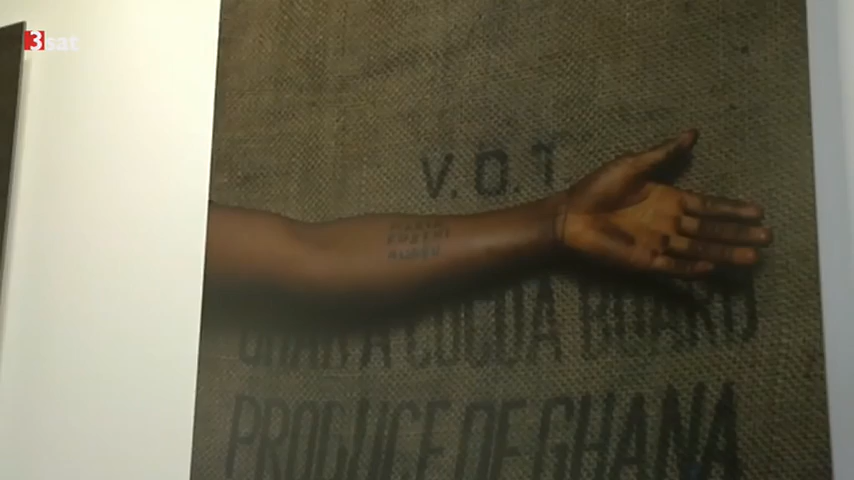 3sat
V.O.T.
GHANA COCOA BOARD
PRODUCE OF GHANA